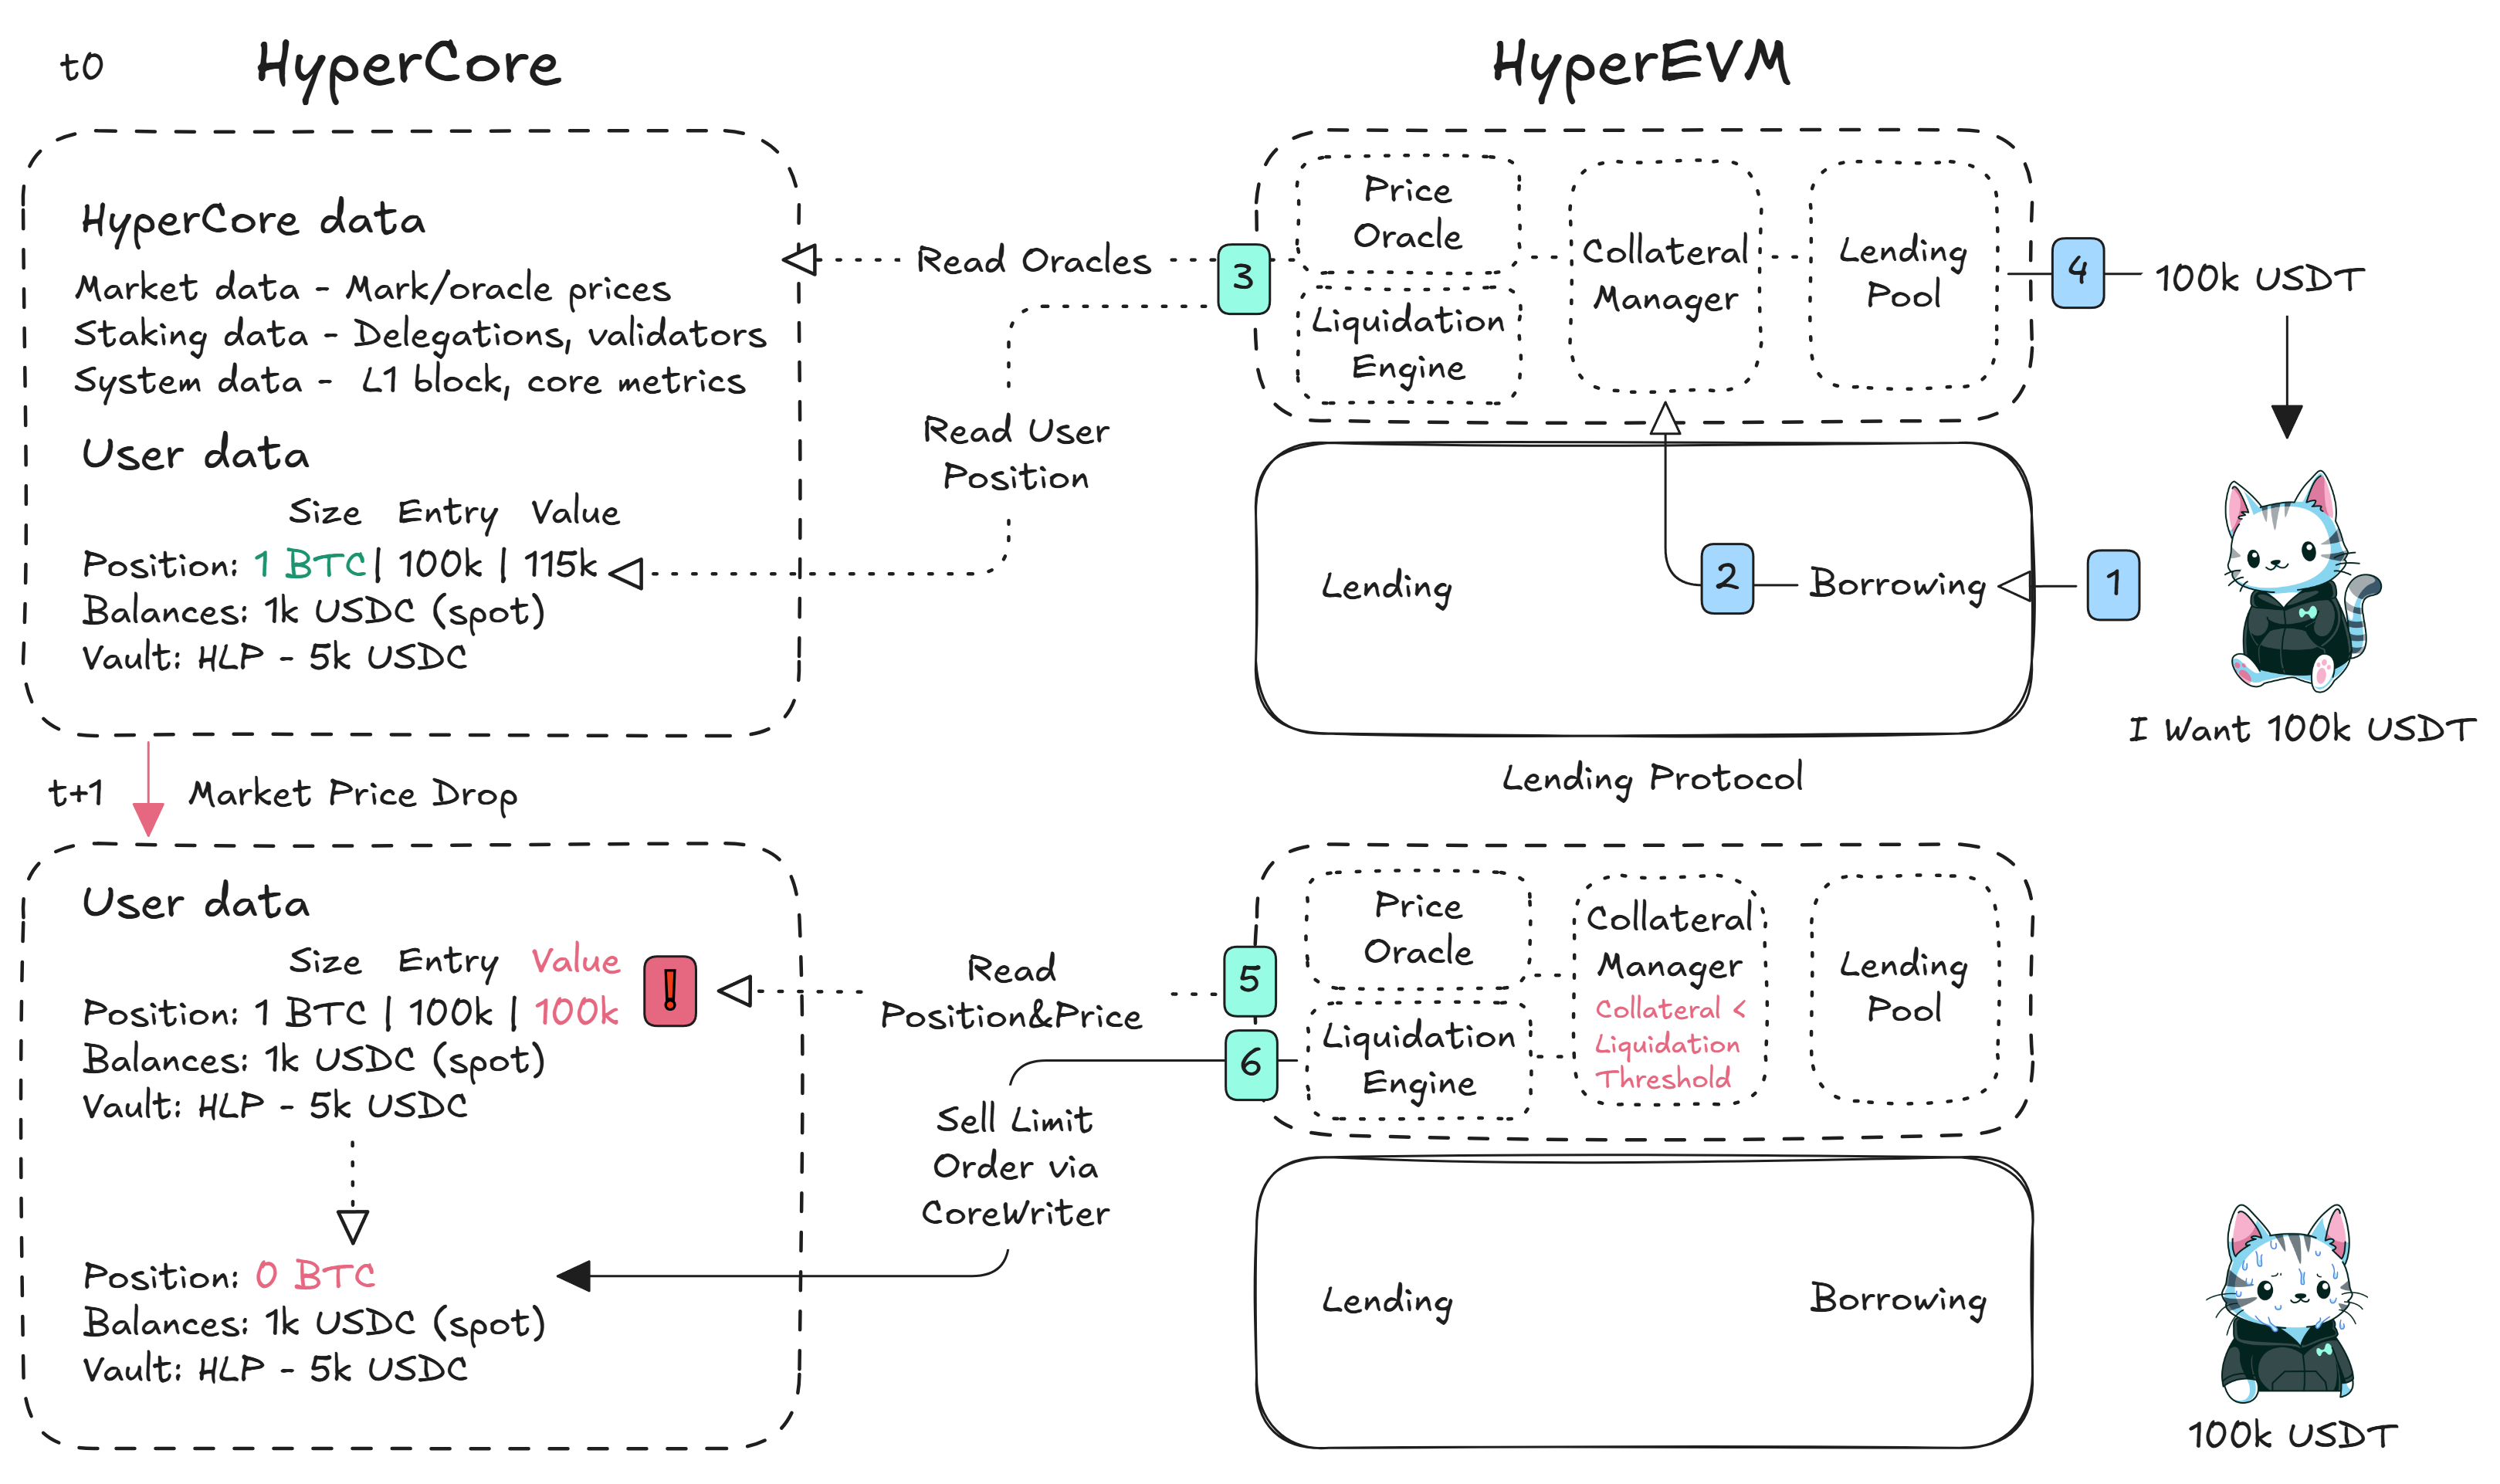 t0
HyperCore
HyperEVM
HyperCore data
Market data - Mark/oracle prices
Staking data - Delegations, validators
System data - L1 block, core metrics
User data
Size Entry Value
Position: 1 BTC | 100k | 115k
Balances: 1k USDC (spot)
Vault: HLP - 5k USDC
Read Oracles
Read User
Position
3
Price
Oracle
Liquidation
Engine
Collateral
Manager
Lending
Pool
4
100k USDT
Lending
2
Borrowing
1
I Want 100k USDT
Lending Protocol
t+1
Market Price Drop
User data
Size Entry Value
Position: 1 BTC | 100k | 100k
!
Balances: 1k USDC (spot)
Vault: HLP - 5k USDC
Position: 0 BTC
Balances: 1k USDC (spot)
Vault: HLP - 5k USDC
Read
Position&Price
Sell Limit
Order via
CoreWriter
5
6
Price
Oracle
Liquidation
Engine
Collateral
Manager
Collateral <
Liquidation
Threshold
Lending
Pool
Lending
Borrowing
100k USDT